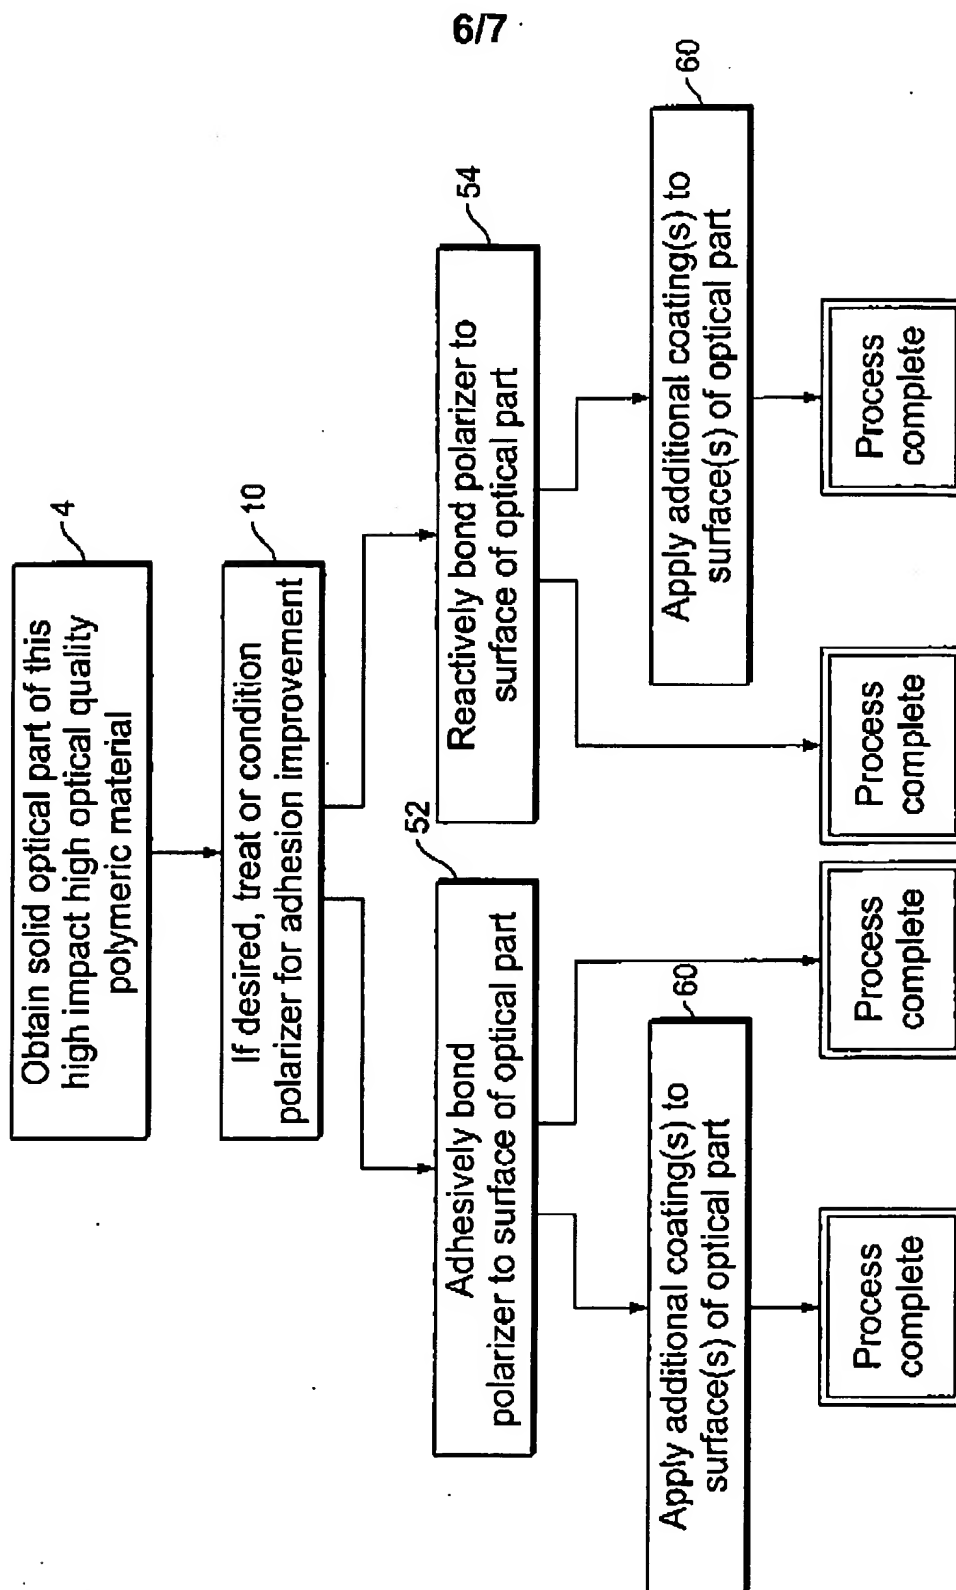 6/7
4
Obtain solid optical part of this
high impact high optical quality
polymeric material
10
If desired, treat or condition
polarizer for adhesion improvement
52
Adhesively bond
polarizer to surface of optical part
54
Reactively bond polarizer to
surface of optical part
60
Apply additional coating(s) to
surface(s) of optical part
60
Apply additional coating(s) to
surface(s) of optical part
Process
complete
Process
complete
Process
complete
Process
complete